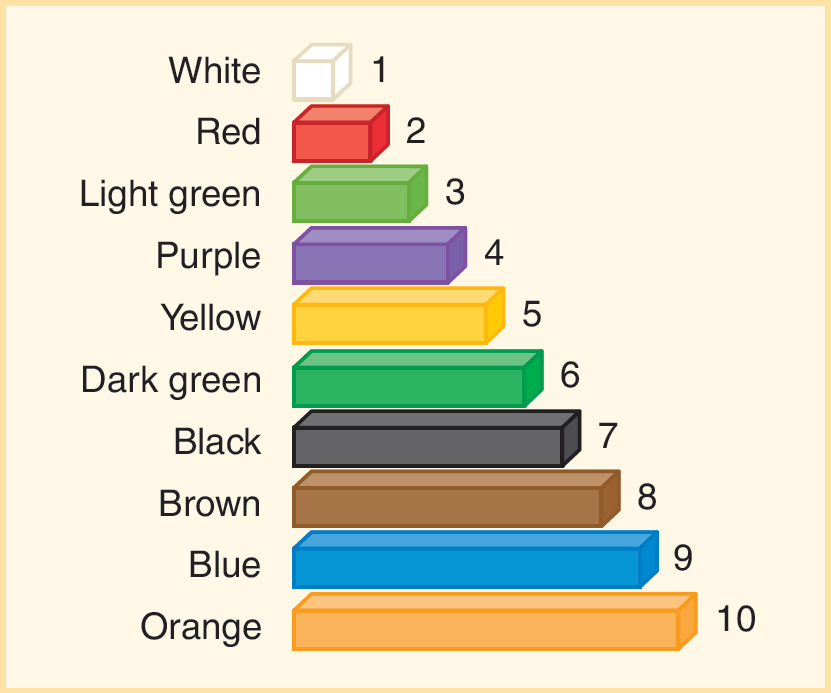 White 1
Red 2
Light green 3
Purple 4
Yellow 5
Dark green 6
Black 7
Brown 8
Blue 9
Orange 10